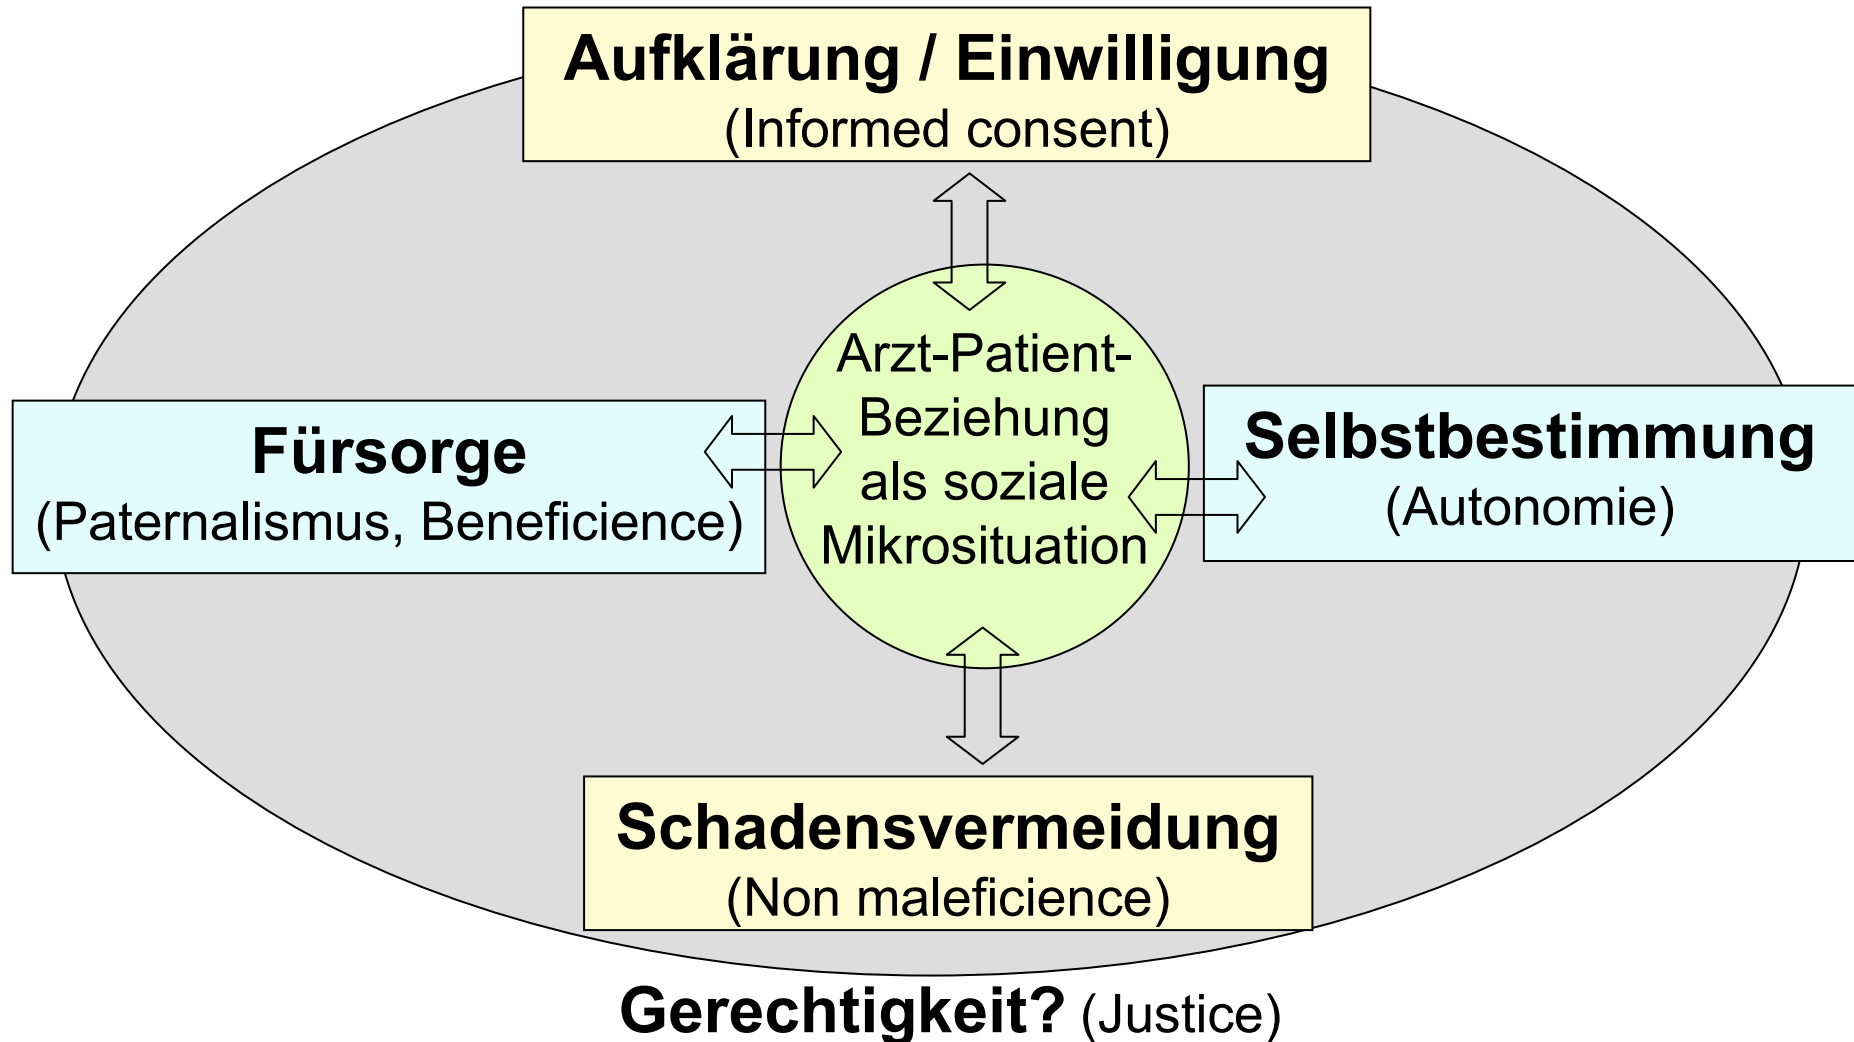 Aufklärung / Einwilligung
(Informed consent)
Arzt-Patient-
Beziehung
als soziale
Mikrosituation
Fürsorge
(Paternalismus, Beneficience)
Selbstbestimmung
(Autonomie)
Schadensvermeidung
(Non maleficience)
Gerechtigkeit? (Justice)